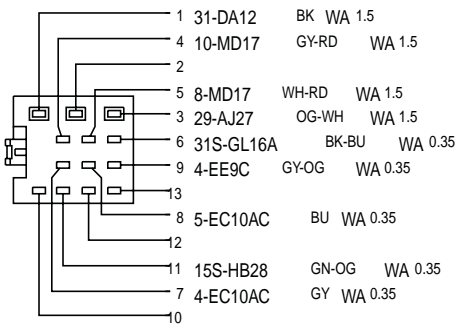 1 31-DA12 BK WA 1.5
4 10-MD17 GY-RD WA 1.5
2
5 8-MD17 WH-RD WA 1.5
3 29-AJ27 OG-WH WA 1.5
6 31S-GL16A BK-BU WA 0.35
9 4-EE9C GY-OG WA 0.35
13
8 5-EC10AC BU WA 0.35
12
11 15S-HB28 GN-OG WA 0.35
7 4-EC10AC GY WA 0.35
10